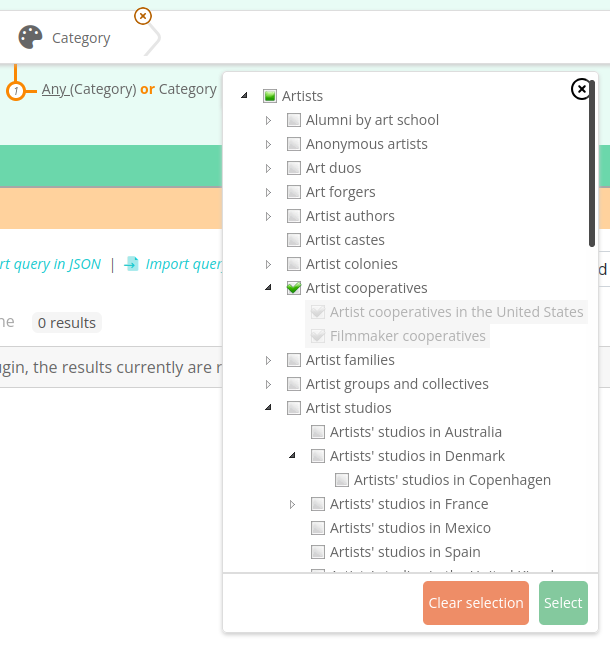 Category
1 Any (Category) or Category
Artists
Alumni by art school
Anonymous artists
Art duos
Art forgers
Artist authors
Artist castes
Artist colonies
Artist cooperatives
Artist cooperatives in the United States
Filmmaker cooperatives
Artist families
Artist groups and collectives
Artist studios
Artists' studios in Australia
Artists' studios in Denmark
Artists' studios in Copenhagen
Artists' studios in France
Artists' studios in Mexico
Artists' studios in Spain
rt query in JSON | Import quer
d
ne 0 results
gin, the results currently are r
Clear selection Select